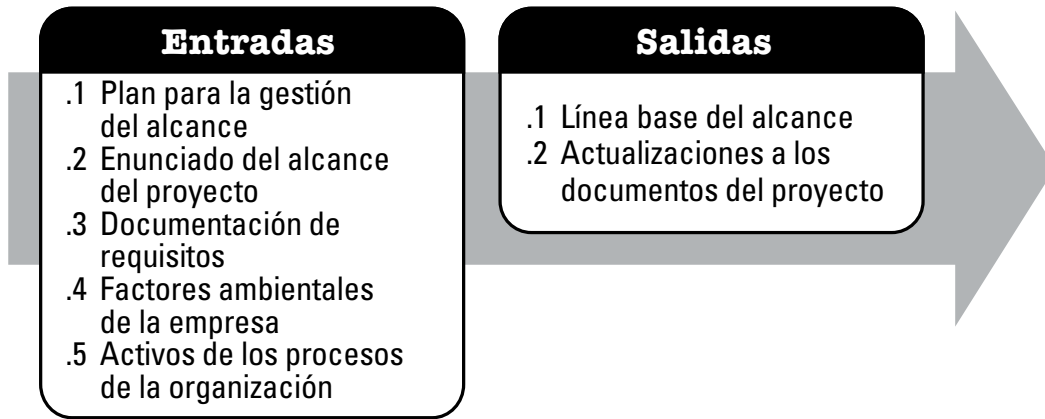 Entradas
.1 Plan para la gestión
del alcance
.2 Enunciado del alcance
del proyecto
.3 Documentación de
requisitos
.4 Factores ambientales
de la empresa
.5 Activos de los procesos
de la organización
Salidas
.1 Línea base del alcance
.2 Actualizaciones a los
documentos del proyecto